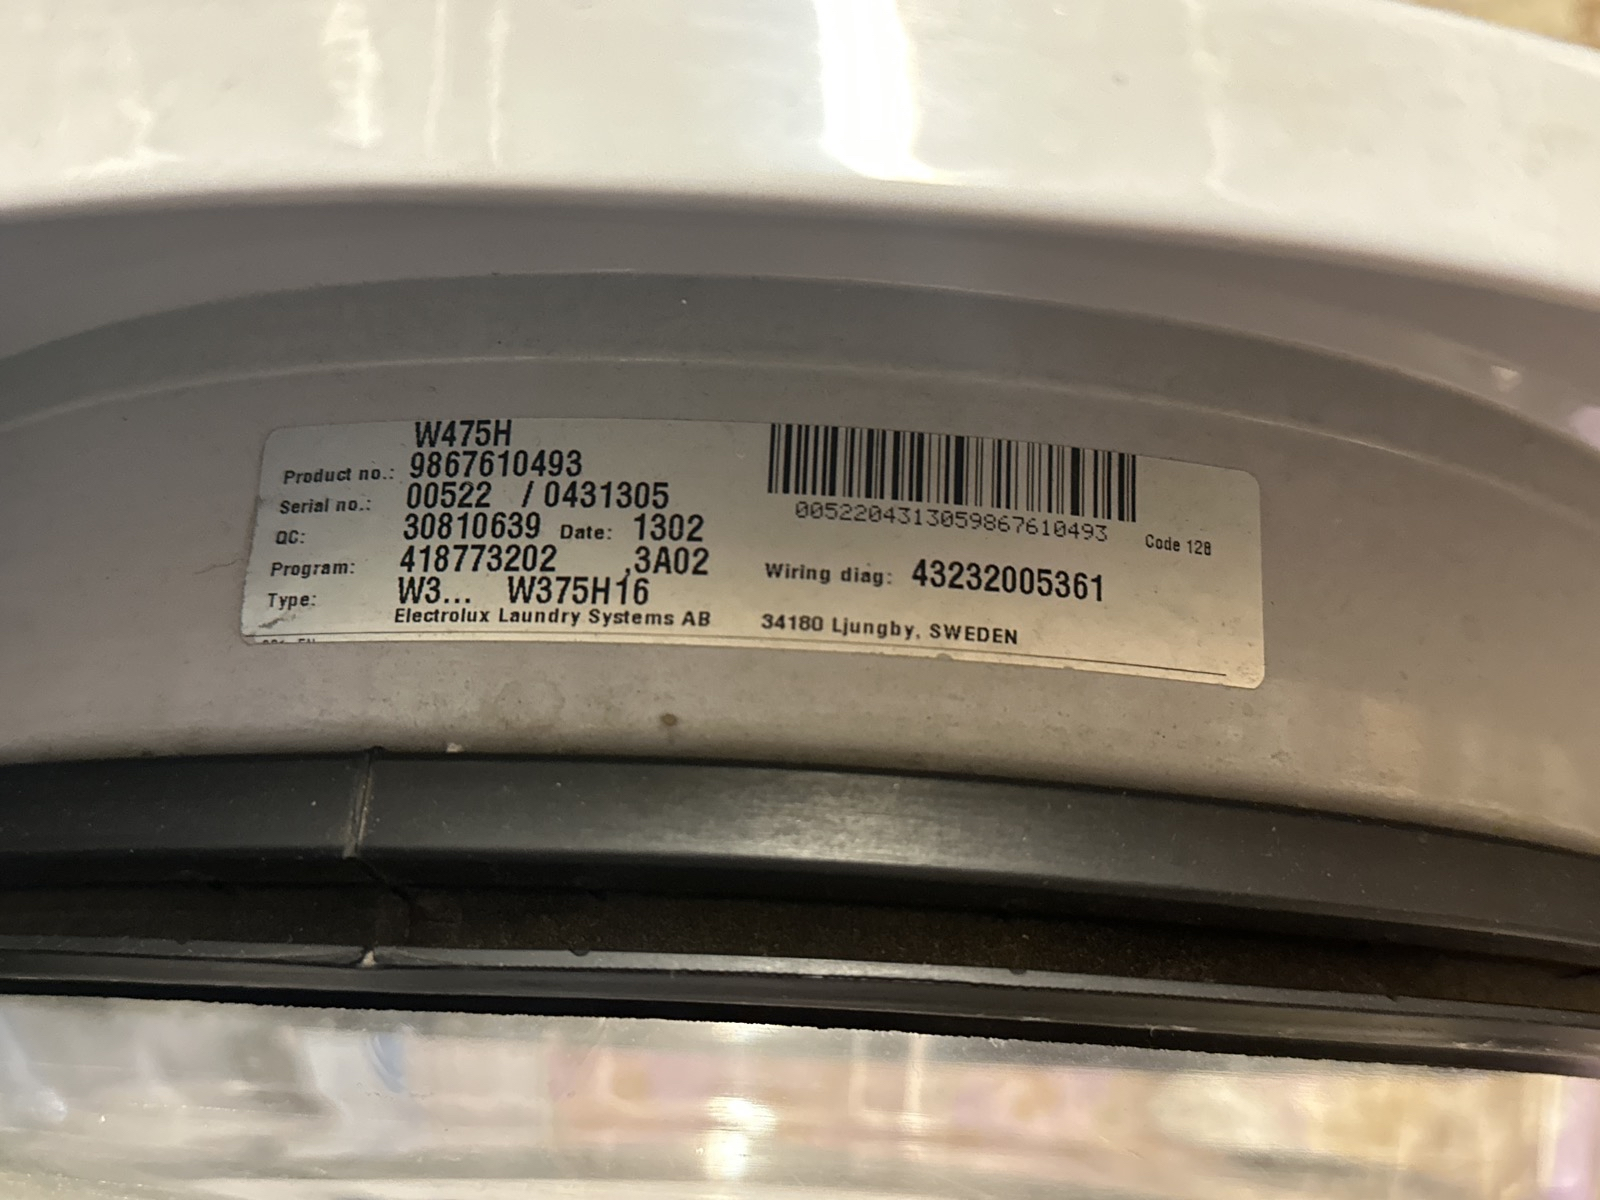 W475H
Product no.: 9867610493
Serial no.: 00522 / 0431305
QC: 30810639 Date: 1302
Program: 418773202 ,3A02
Type: W3... W375H16
Electrolux Laundry Systems AB
0052204313059867610493
Code 128
Wiring diag: 43232005361
34180 Ljungby, SWEDEN